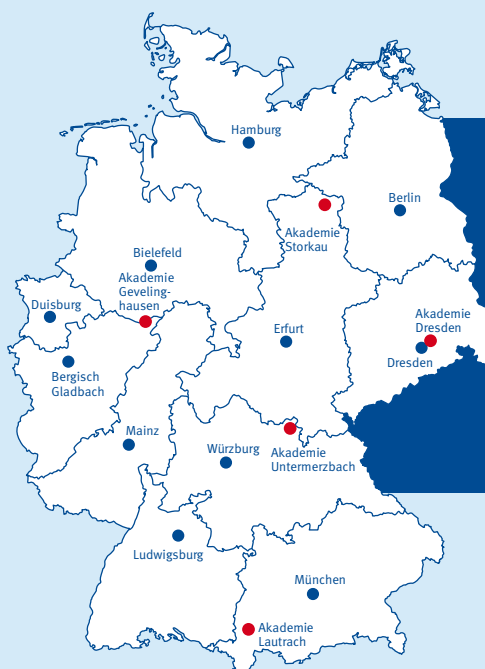 Hamburg
Berlin
Akademie
Storkau
Bielefeld
Akademie
Geveling-
hausen
Duisburg
Akademie
Dresden
Erfurt
Dresden
Bergisch
Gladbach
Mainz
Würzburg
Akademie
Untermerzbach
Ludwigsburg
München
Akademie
Lautrach